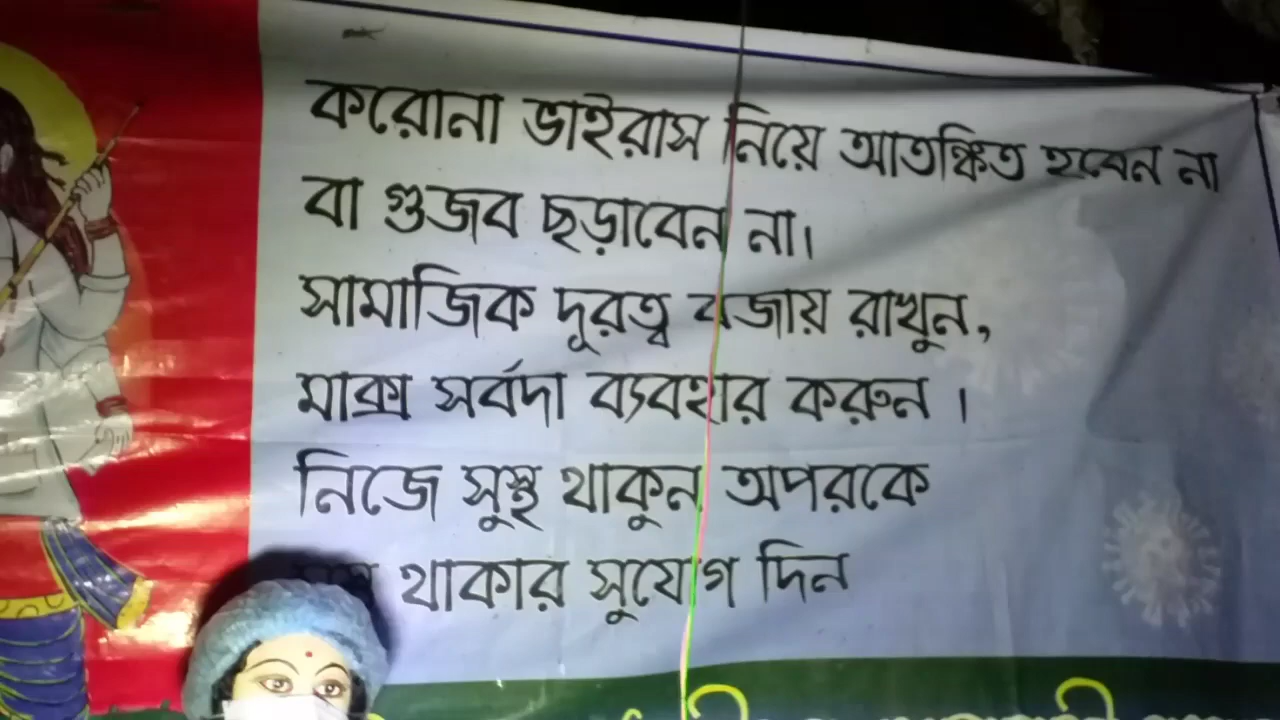 করোনা ভাইরাস নিয়ে আতঙ্কিত হবেন না
বা গুজব ছড়াবেন না।
সামাজিক দূরত্ব বজায় রাখুন,
মাক্স সর্বদা ব্যবহার করুন ।
নিজে সুস্থ থাকুন অপরকে
থাকার সুযোগ দিন